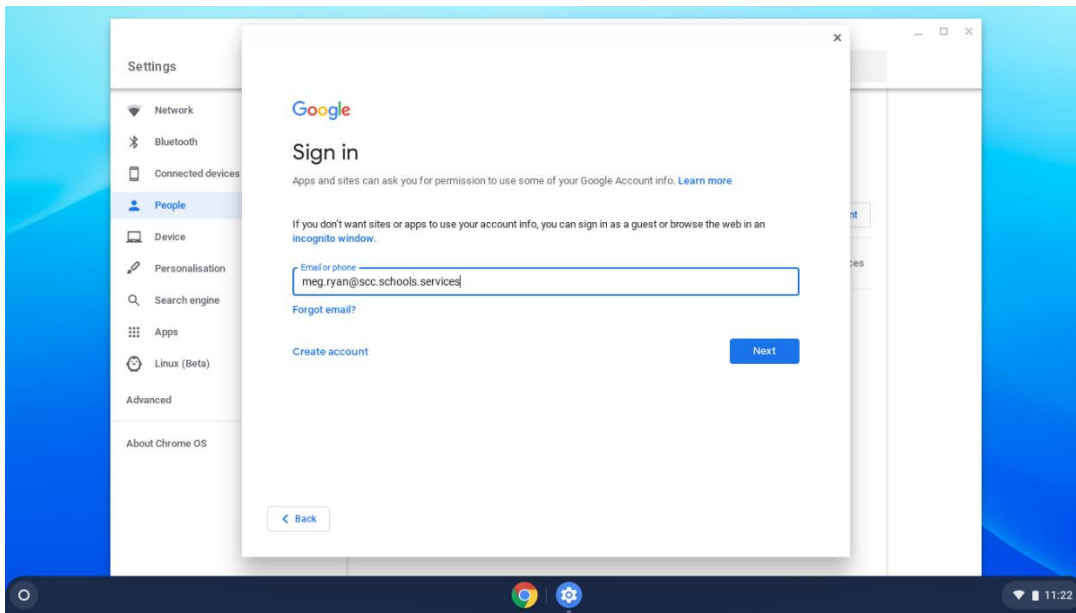 Settings
Network
Bluetooth
Connected devices
People
Device
Personalisation
Search engine
Apps
Linux (Beta)
Advanced
About Chrome OS
Google
Sign in
Apps and sites can ask you for permission to use some of your Google Account info. Learn more
If you don't want sites or apps to use your account info, you can sign in as a guest or browse the web in an
incognito window.
Email or phone
meg.ryan@scc.schools.services
Forgot email?
Create account
Next
Back
11:22